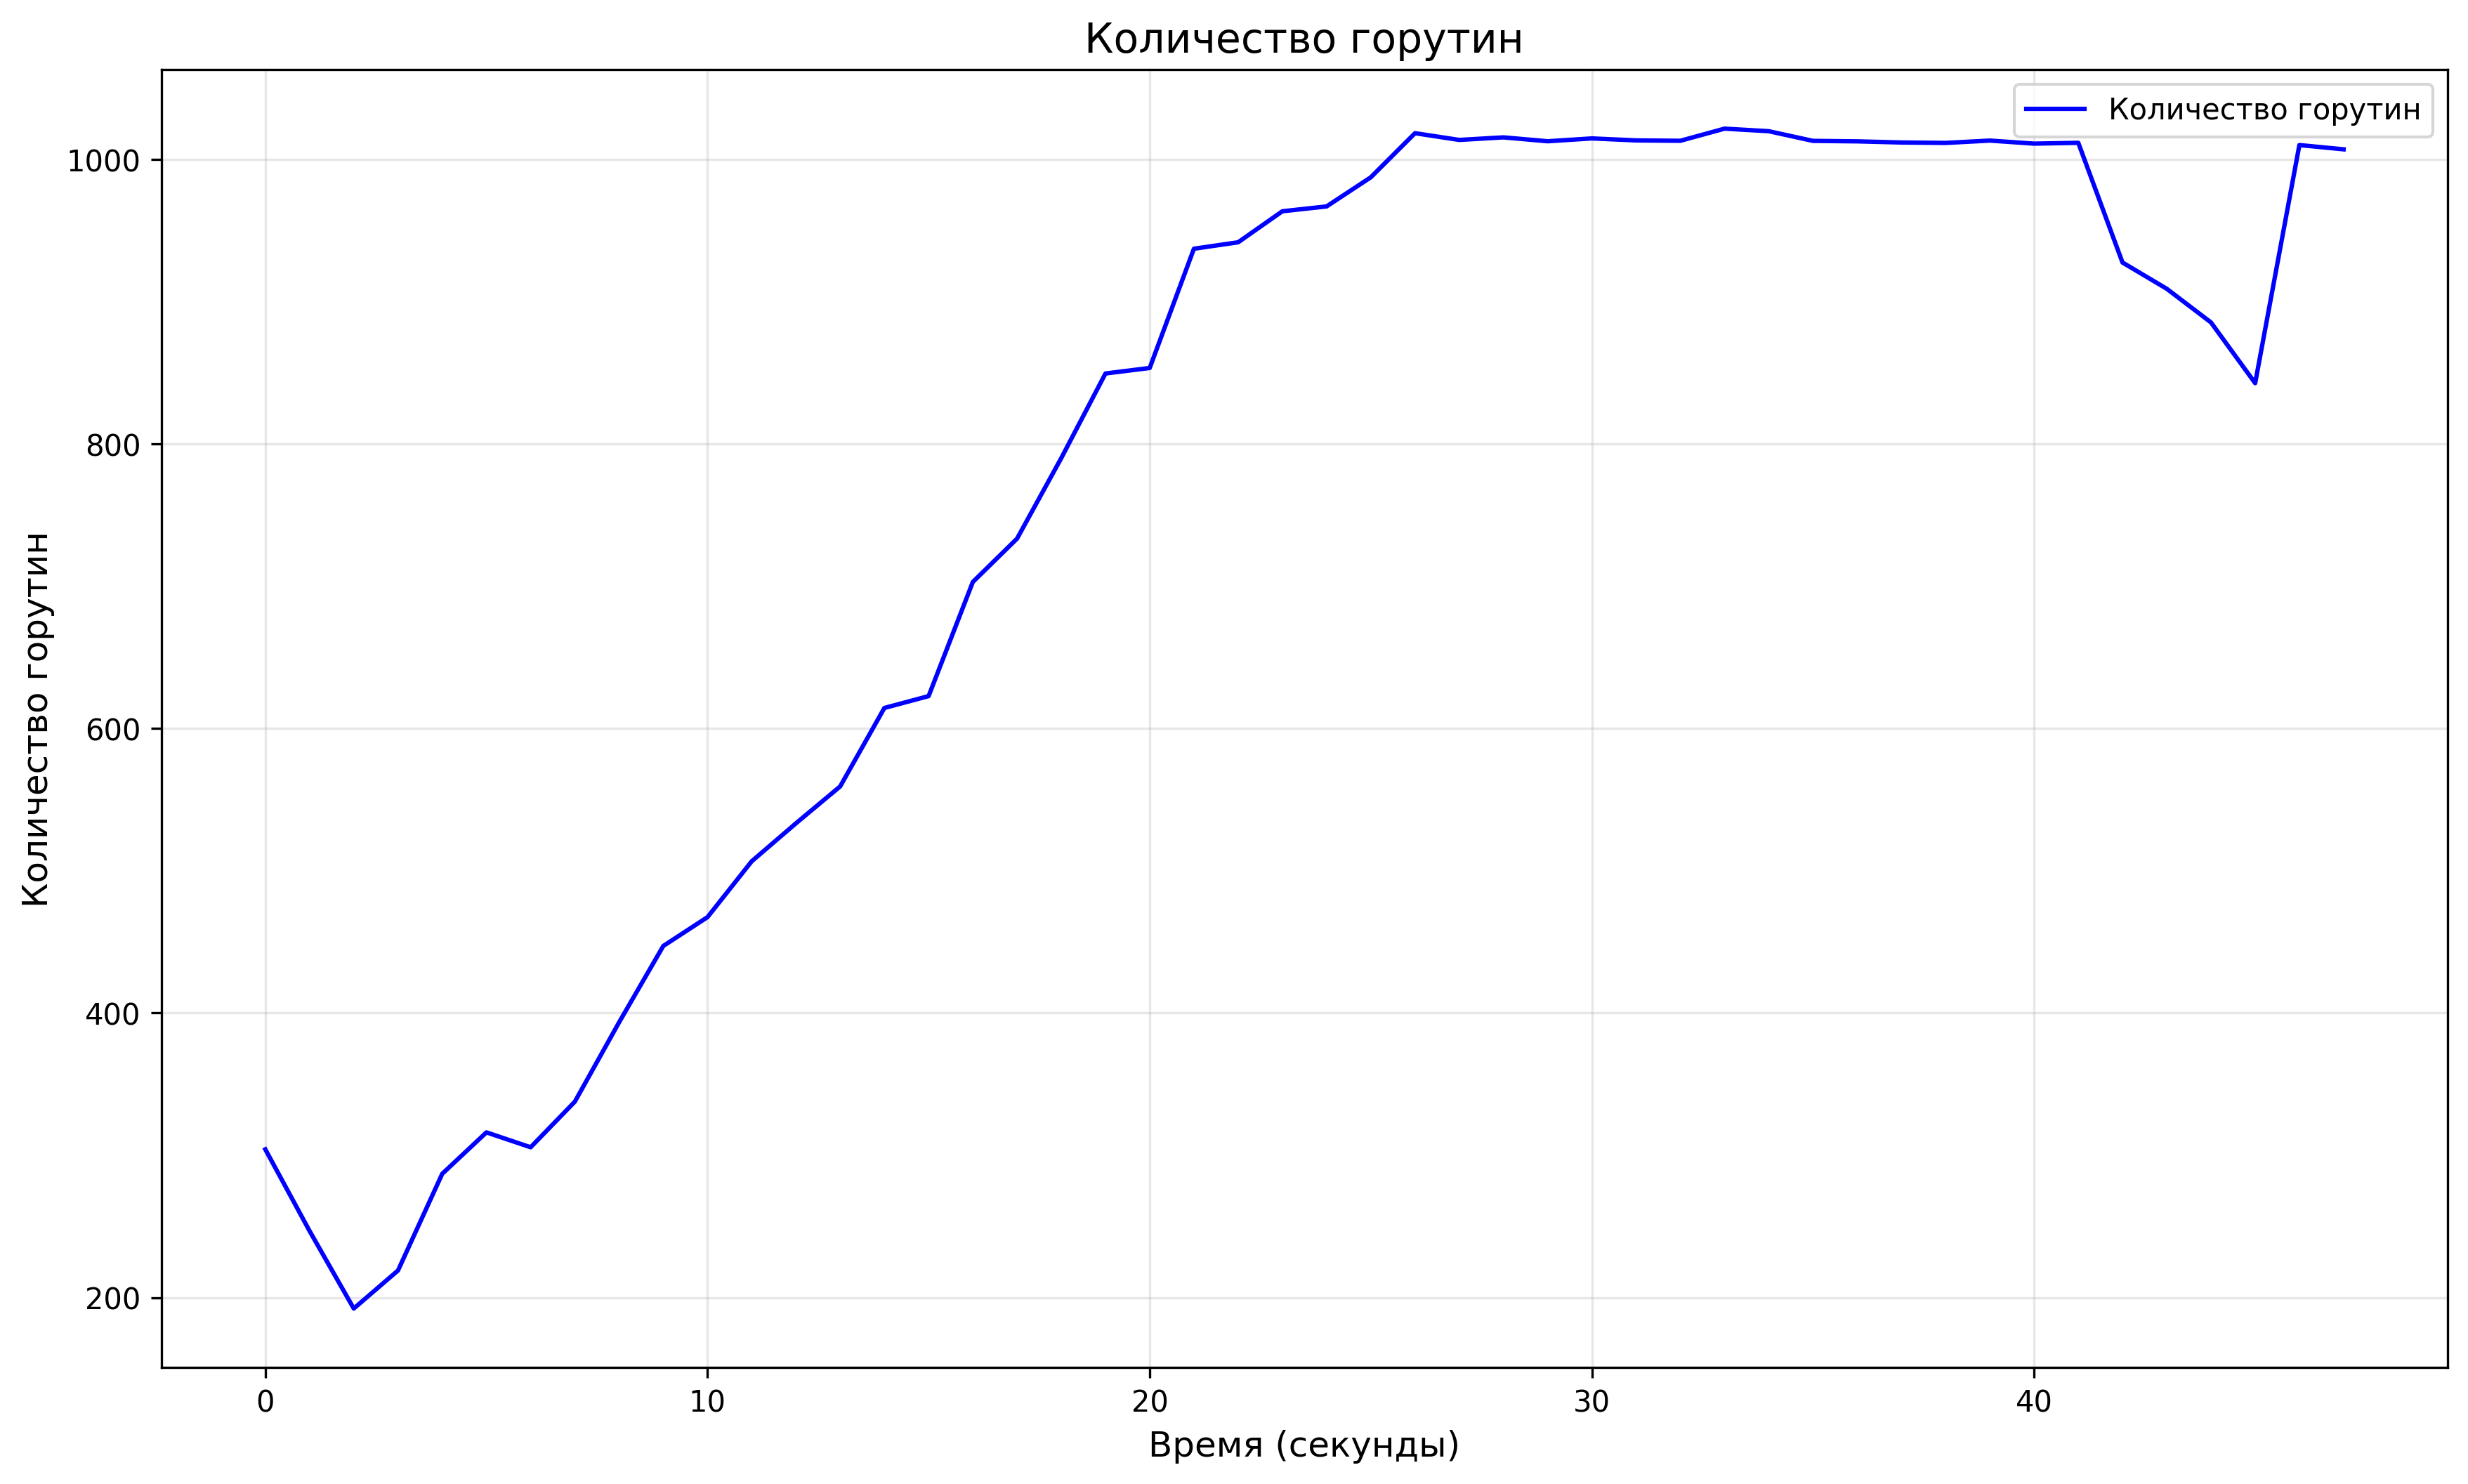 Количество горутин
Количество горутин
1000
800
600
400
200
Количество горутин
0 10 20 30 40
Время (секунды)